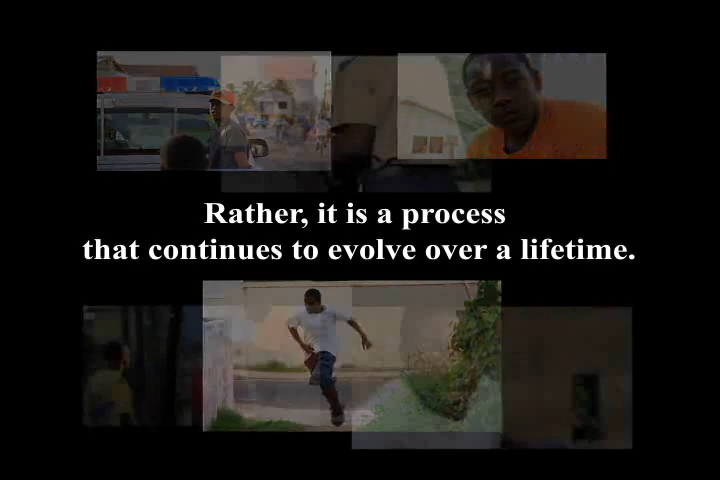 Rather, it is a process
that continues to evolve over a lifetime.